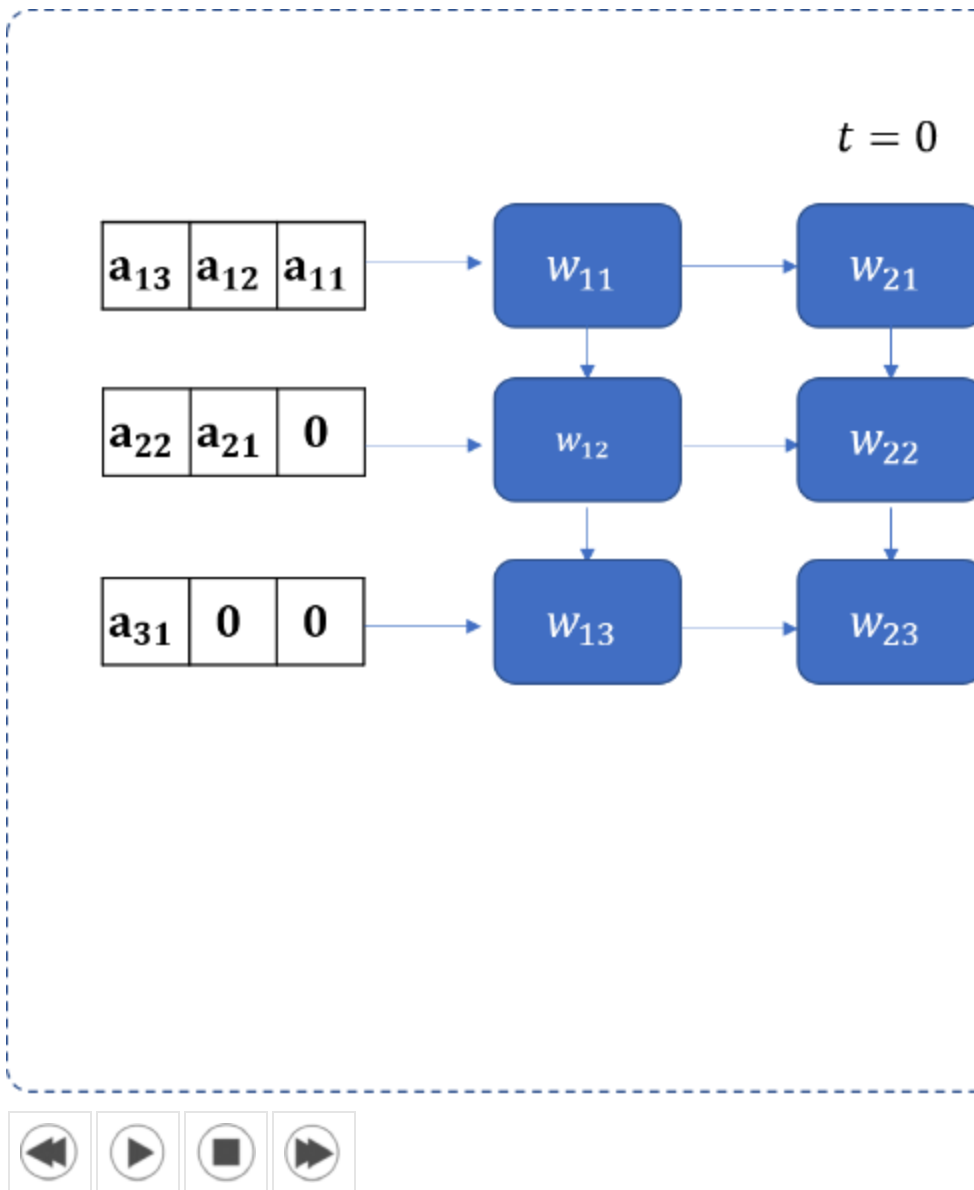 t = 0
a₁₃ a₁₂ a₁₁ w₁₁ w₂₁
a₂₂ a₂₁ 0 w₁₂ w₂₂
a₃₁ 0 0 w₁₃ w₂₃